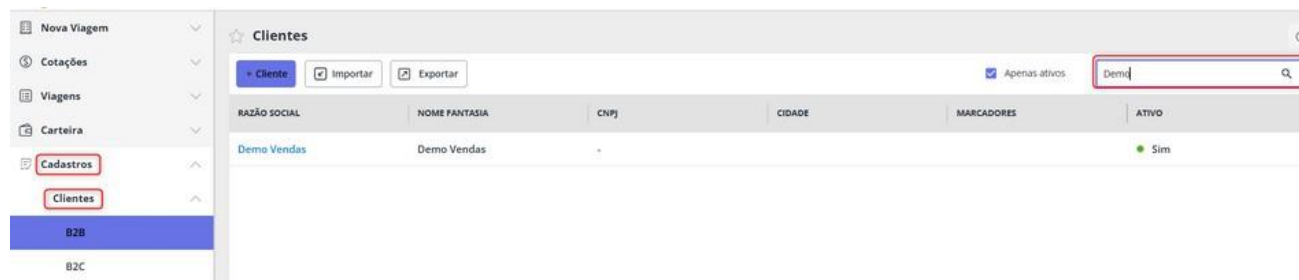 Nova Viagem
Cotações
Viagens
Carteira
Cadastros
Clientes
B2B
B2C
Clientes
+ Cliente Importar Exportar Apenas ativos Demo
RAZÃO SOCIAL NOME FANTASIA CNPJ CIDADE MARCADORES ATIVO
Demo Vendas Demo Vendas - Sim